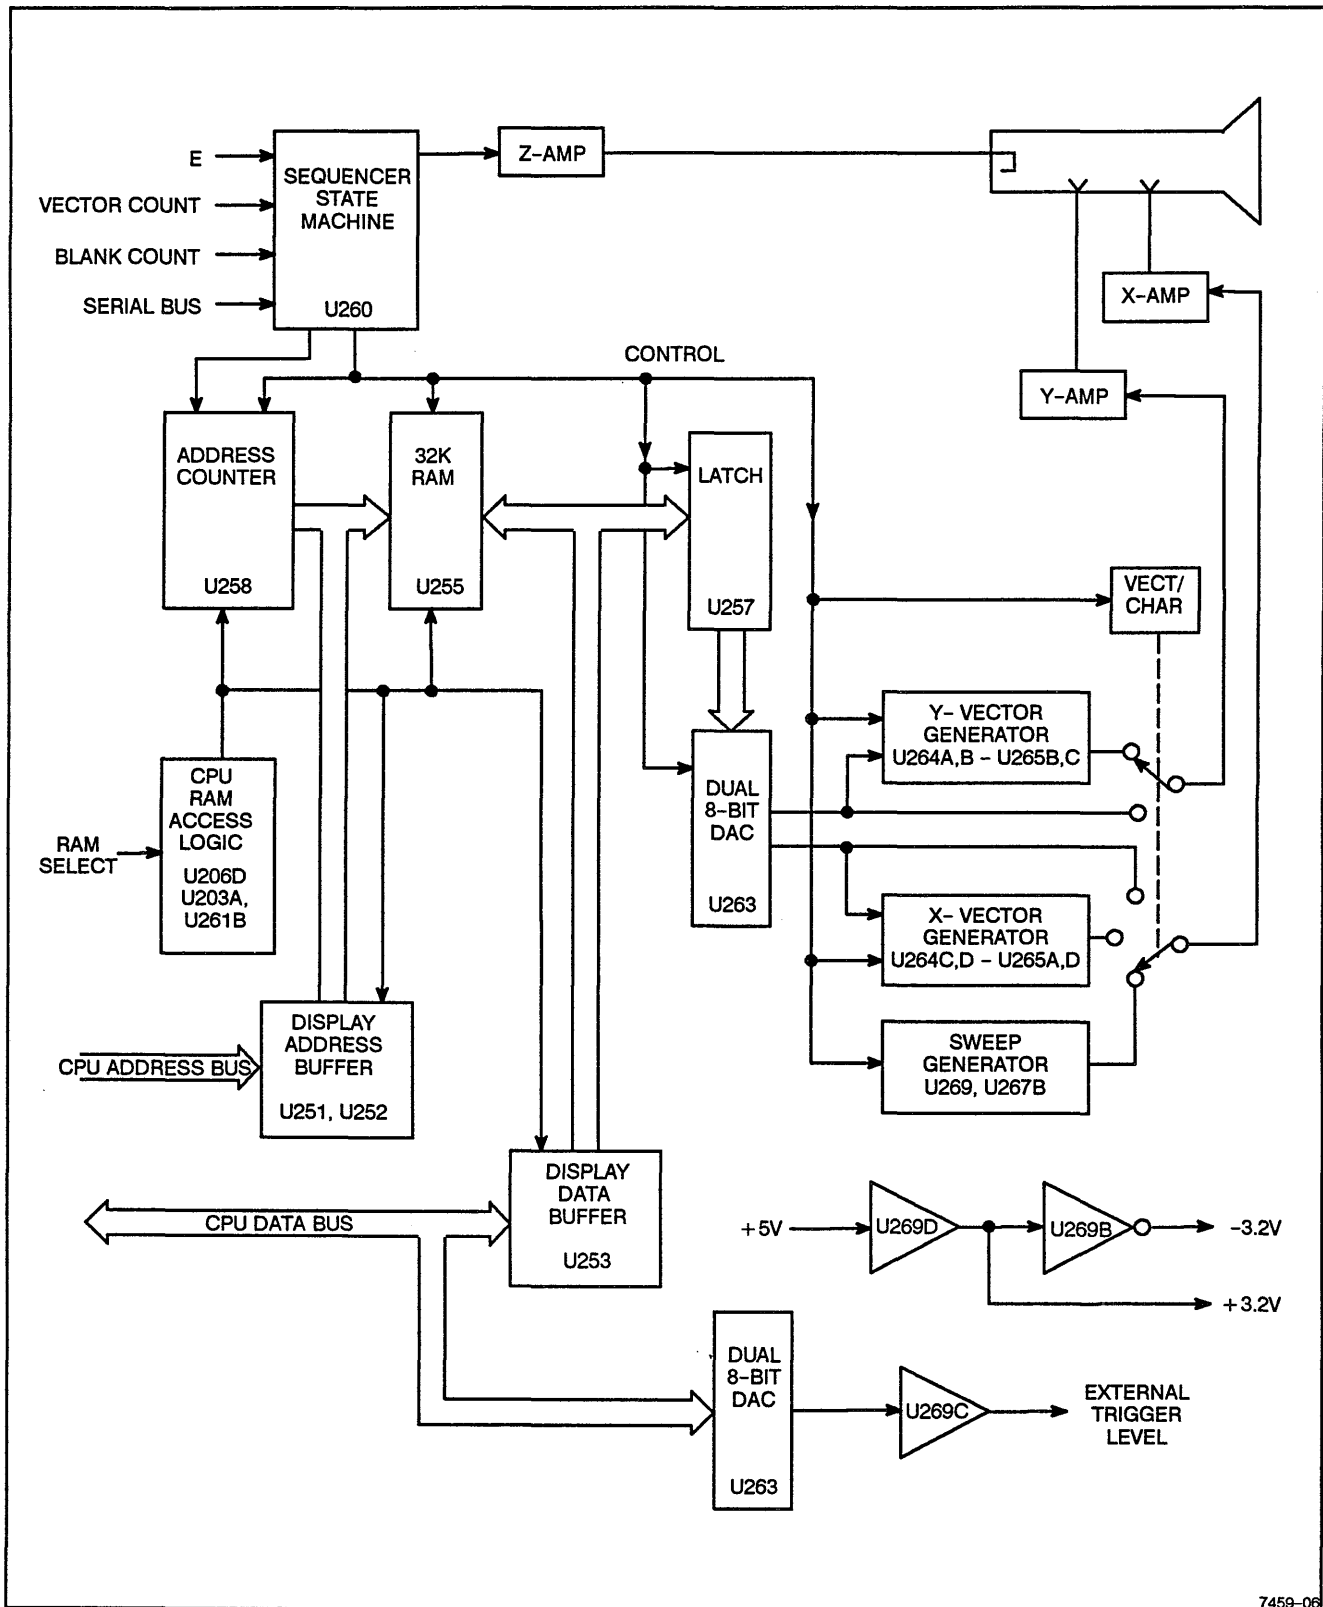 E
VECTOR COUNT
BLANK COUNT
SERIAL BUS
SEQUENCER
STATE
MACHINE
U260
Z-AMP
X-AMP
Y-AMP
CONTROL
ADDRESS
COUNTER
U258
32K
RAM
U255
LATCH
U257
VECT/
CHAR
RAM
SELECT
CPU
RAM
ACCESS
LOGIC
U206D
U203A,
U261B
DUAL
8-BIT
DAC
U263
Y- VECTOR
GENERATOR
U264A,B - U265B,C
X- VECTOR
GENERATOR
U264C,D - U265A,D
SWEEP
GENERATOR
U269, U267B
CPU ADDRESS BUS
DISPLAY
ADDRESS
BUFFER
U251, U252
CPU DATA BUS
DISPLAY
DATA
BUFFER
U253
+5V
U269D
U269B
-3.2V
+3.2V
DUAL
8-BIT
DAC
U263
U269C
EXTERNAL
TRIGGER
LEVEL
7459-06